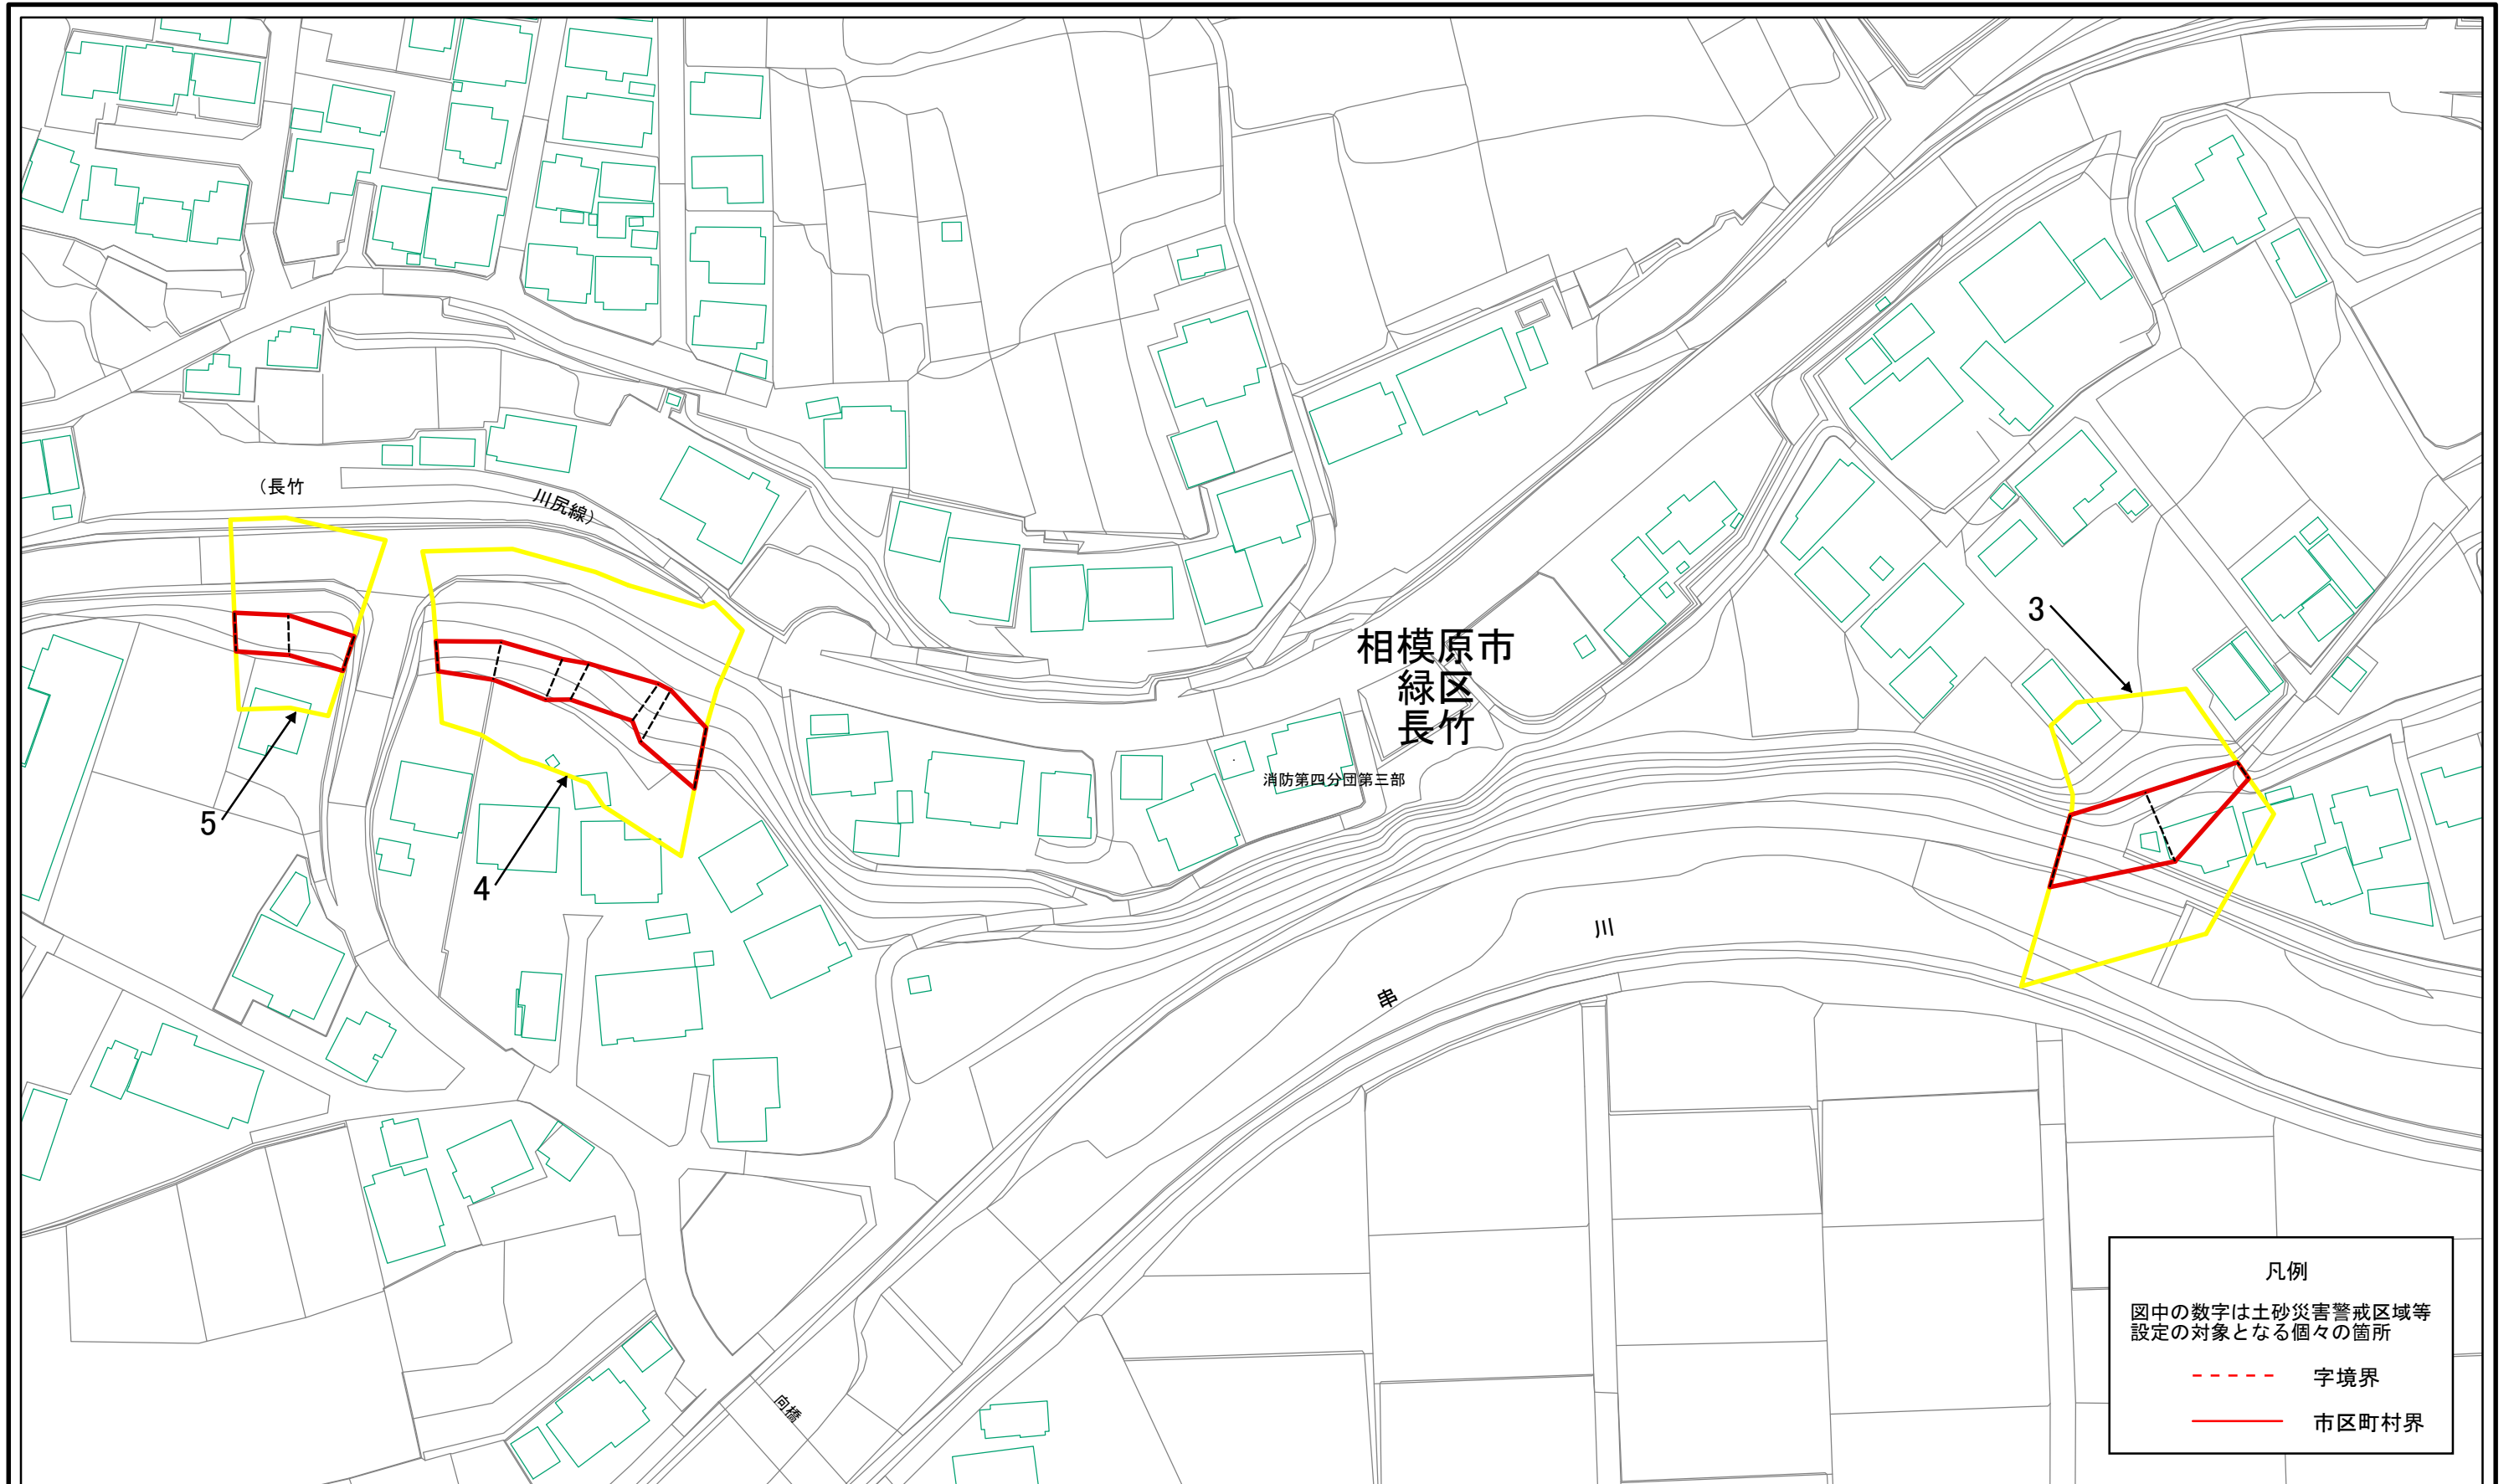 （長竹
川尻線）
相模原市
緑区
長竹
消防第四分団第三部
3
5
4
川
串
向橋
凡例
図中の数字は土砂災害警戒区域等
設定の対象となる個々の箇所
字境界
市区町村界